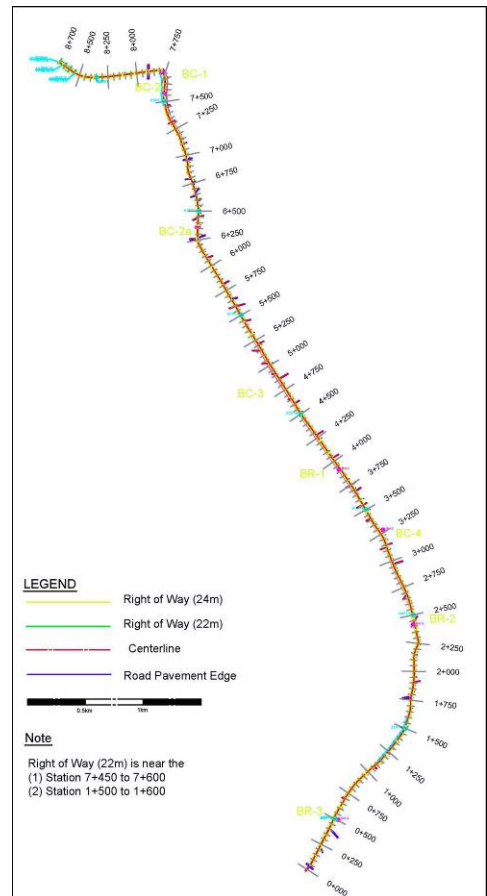 8+700
8+500
8+250
8+000
7+750
BC-1
BC-2
7+500
7+250
7+000
6+750
6+500
BC-2a
6+250
6+000
5+750
5+500
5+250
5+000
4+750
BC-3
4+500
4+250
4+000
BR-1
3+750
3+500
3+250
BC-4
3+000
2+750
2+500
BR-2
2+250
2+000
1+750
1+500
1+250
1+000
0+750
BR-3
0+500
0+250
0+000
LEGEND
Right of Way (24m)
Right of Way (22m)
Centerline
Road Pavement Edge
0.5km 1km
Note
Right of Way (22m) is near the
(1) Station 7+450 to 7+600
(2) Station 1+500 to 1+600